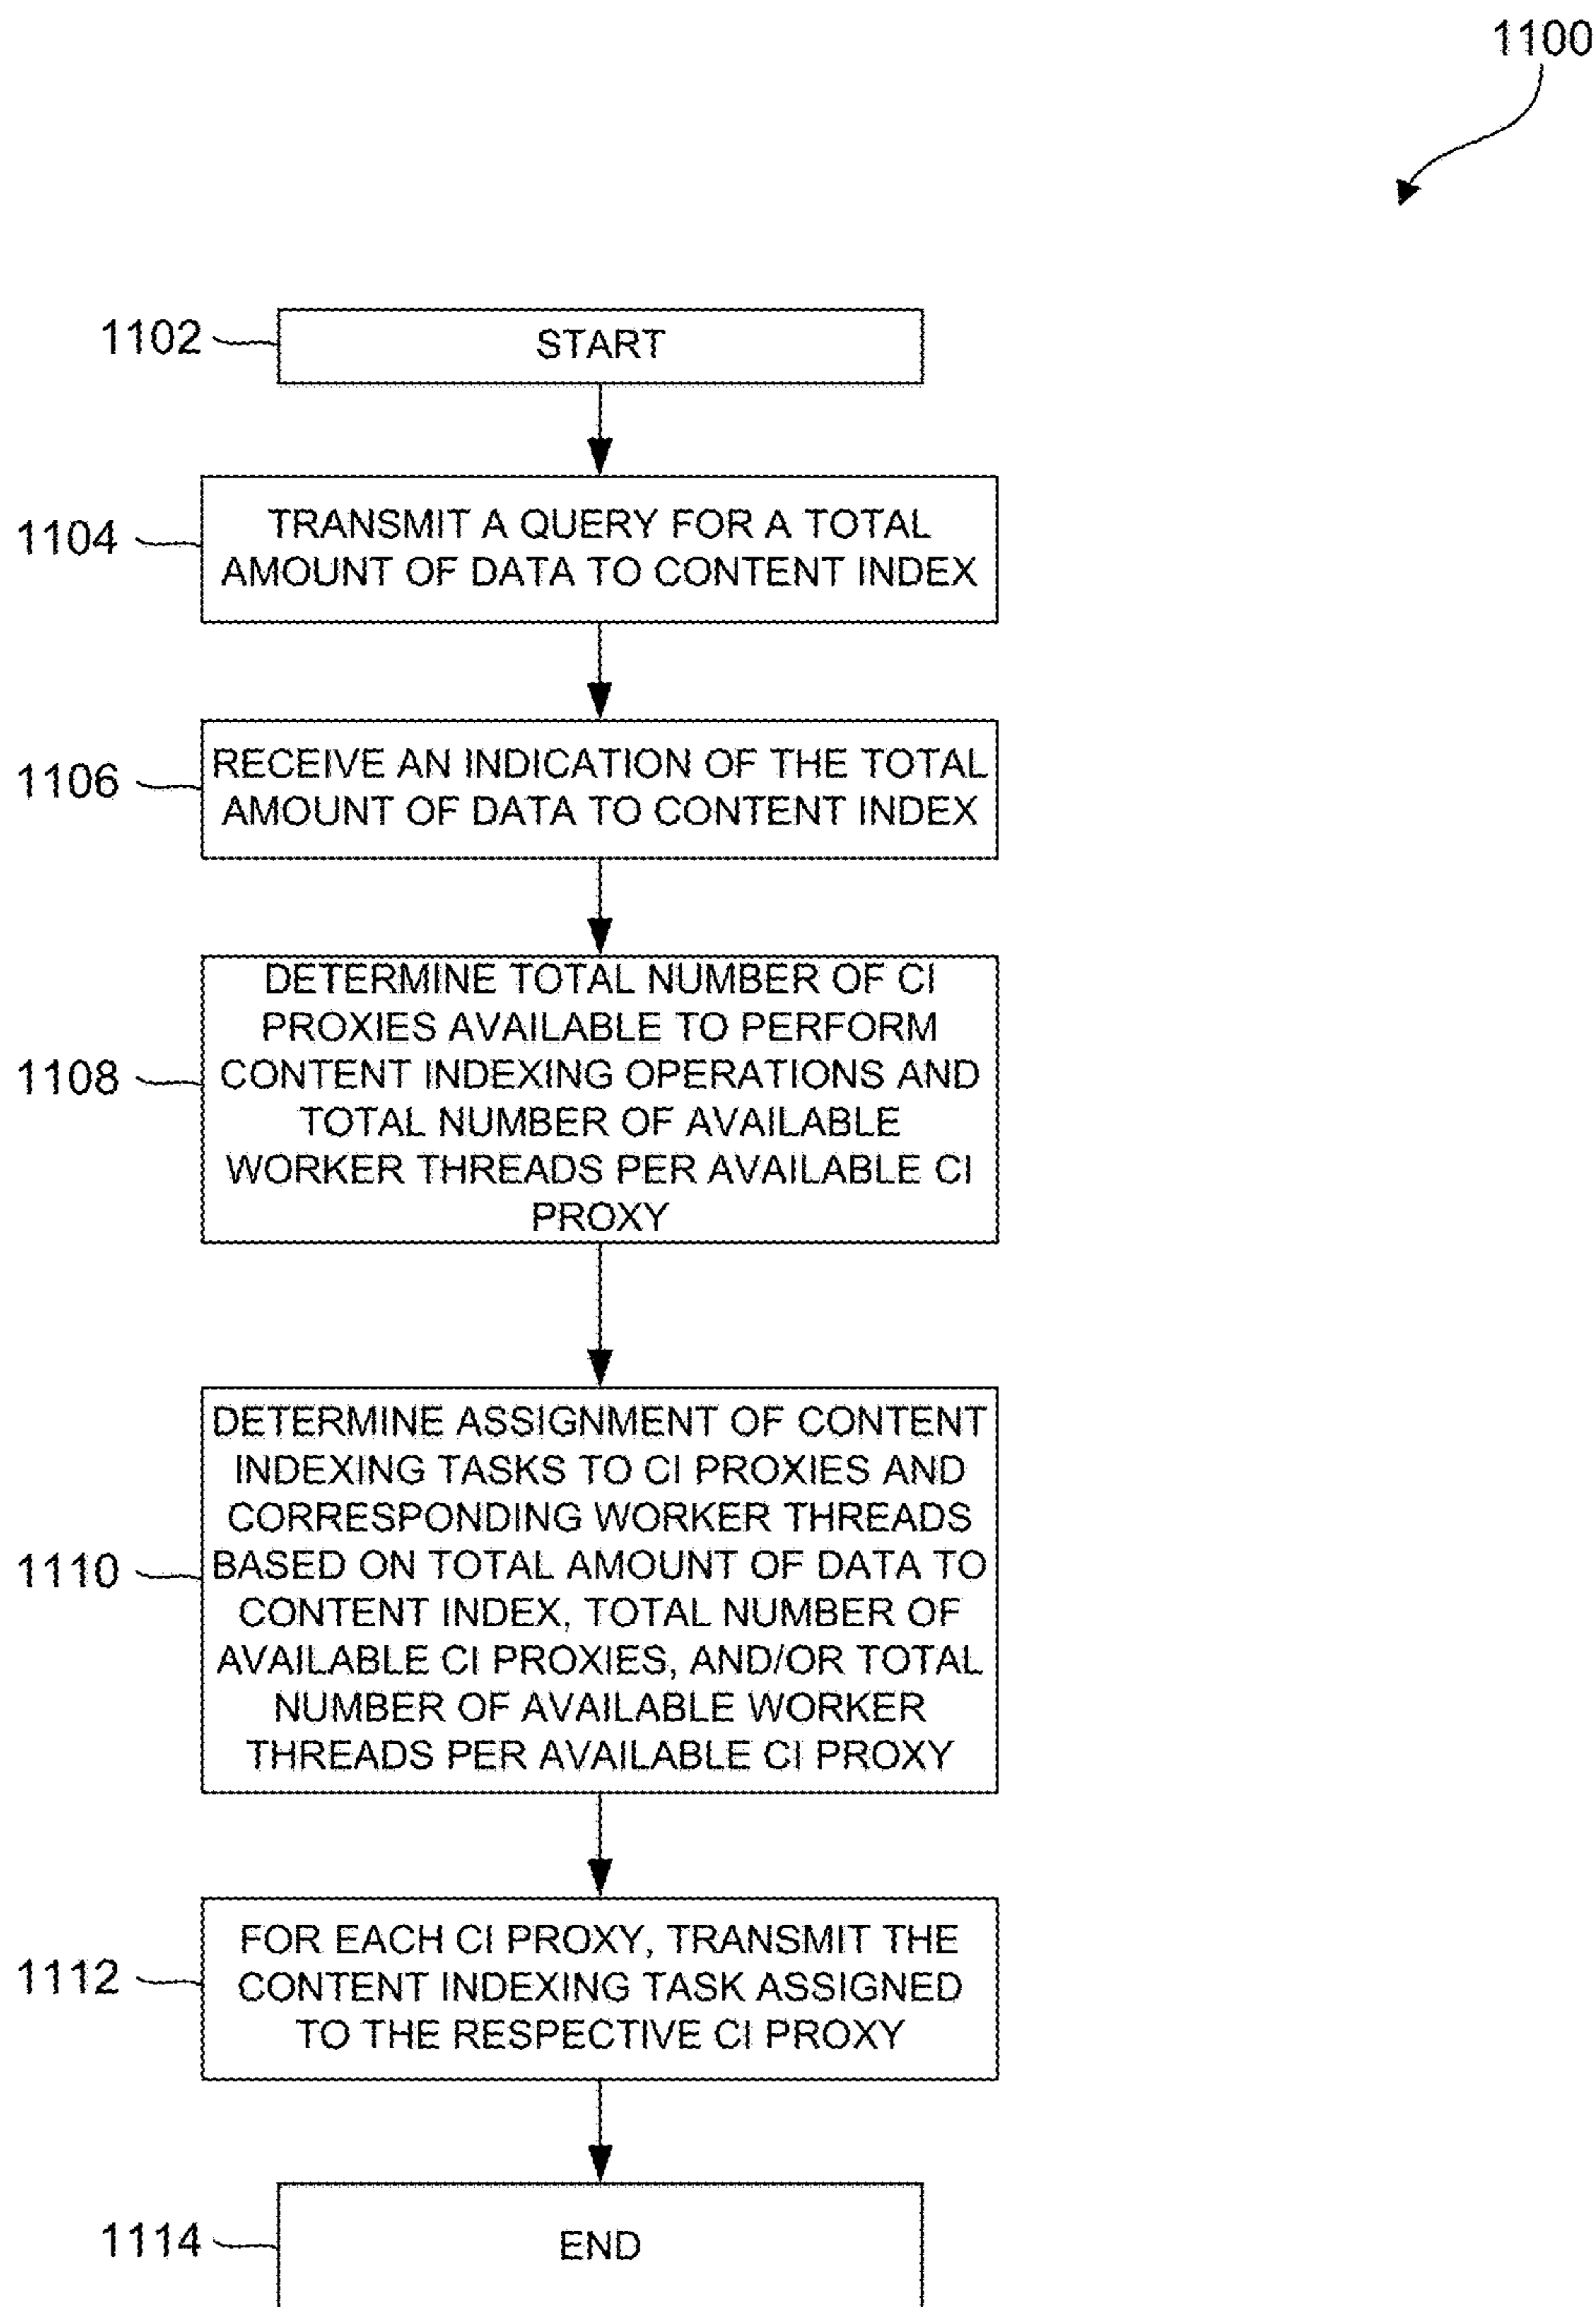 1100
1102
START
1104
TRANSMIT A QUERY FOR A TOTAL
AMOUNT OF DATA TO CONTENT INDEX
1106
RECEIVE AN INDICATION OF THE TOTAL
AMOUNT OF DATA TO CONTENT INDEX
1108
DETERMINE TOTAL NUMBER OF CI
PROXIES AVAILABLE TO PERFORM
CONTENT INDEXING OPERATIONS AND
TOTAL NUMBER OF AVAILABLE
WORKER THREADS PER AVAILABLE CI
PROXY
1110
DETERMINE ASSIGNMENT OF CONTENT
INDEXING TASKS TO CI PROXIES AND
CORRESPONDING WORKER THREADS
BASED ON TOTAL AMOUNT OF DATA TO
CONTENT INDEX, TOTAL NUMBER OF
AVAILABLE CI PROXIES, AND/OR TOTAL
NUMBER OF AVAILABLE WORKER
THREADS PER AVAILABLE CI PROXY
1112
FOR EACH CI PROXY, TRANSMIT THE
CONTENT INDEXING TASK ASSIGNED
TO THE RESPECTIVE CI PROXY
1114
END